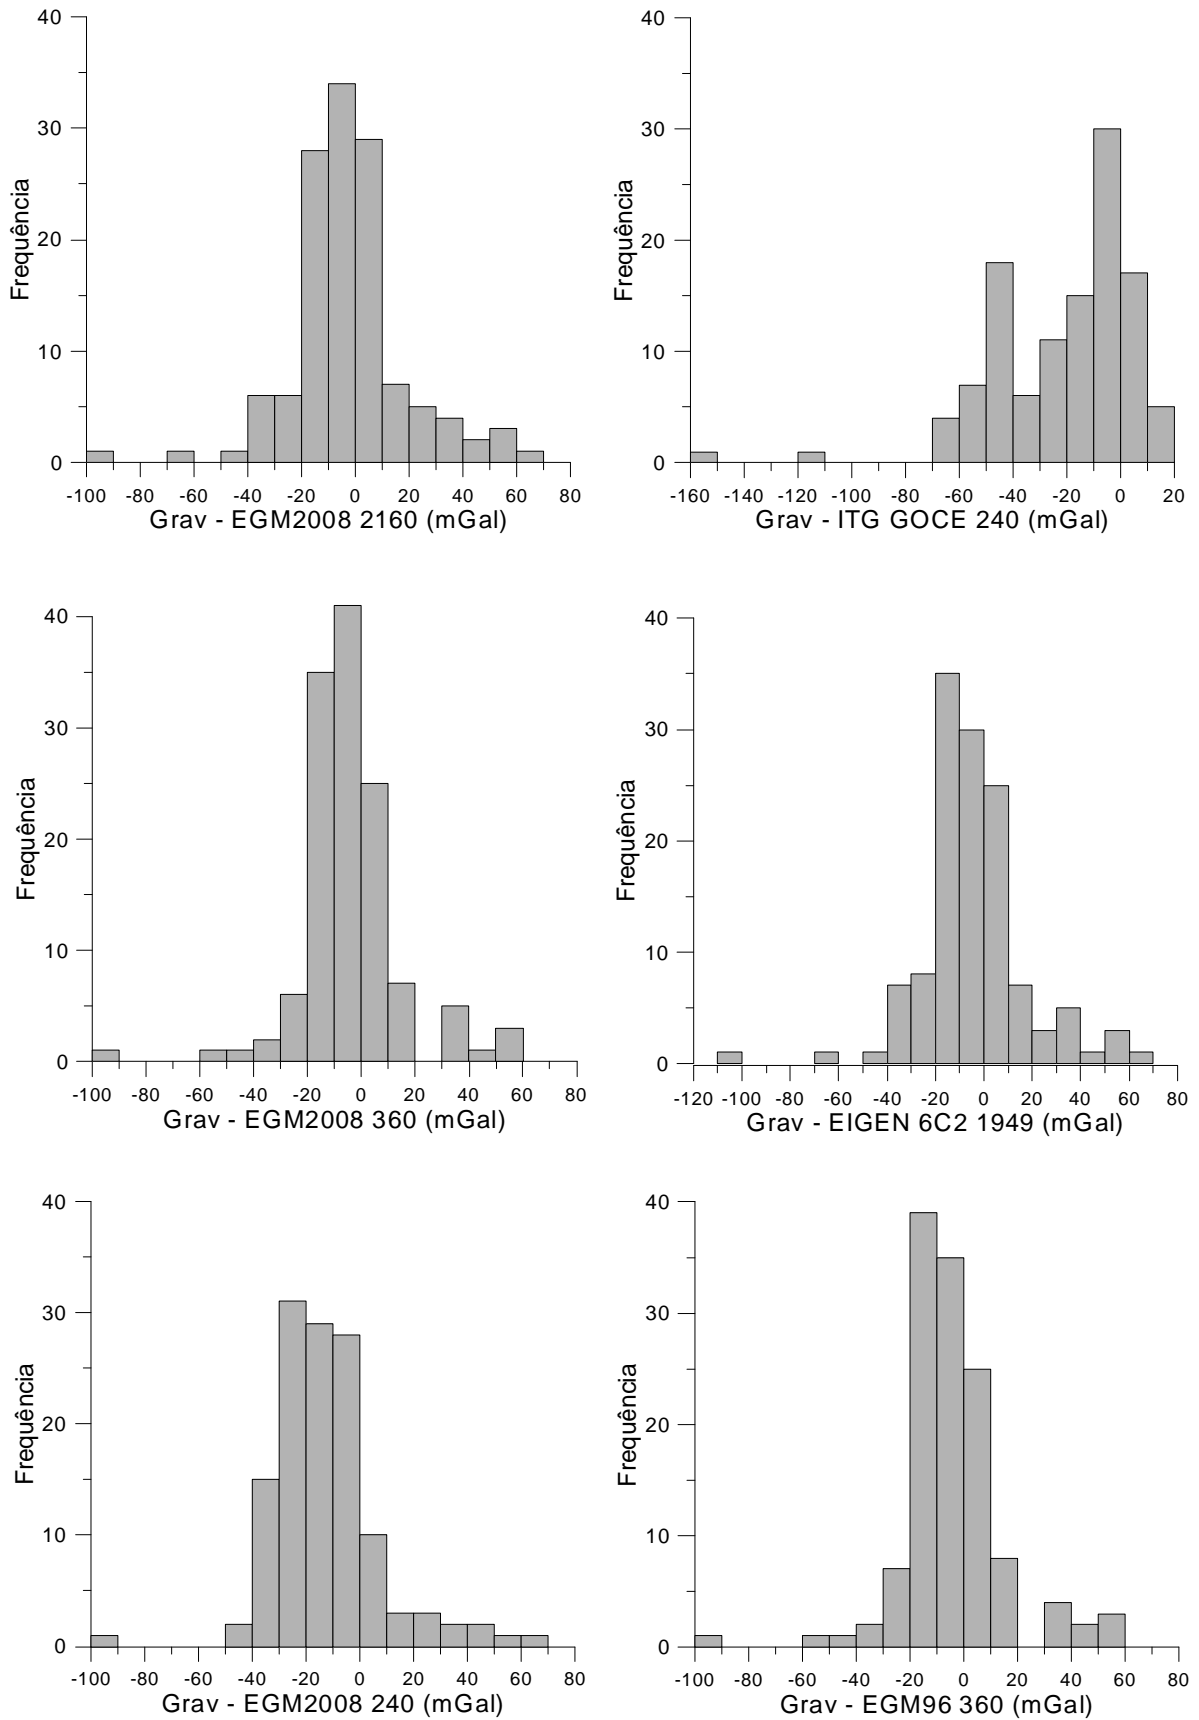 40
30
20
10
0
Frequência
-100 -80 -60 -40 -20 0 20 40 60 80
Grav - EGM2008 2160 (mGal)
40
30
20
10
0
Frequência
-160 -140 -120 -100 -80 -60 -40 -20 0 20
Grav - ITG GOCE 240 (mGal)
40
30
20
10
0
Frequência
-100 -80 -60 -40 -20 0 20 40 60 80
Grav - EGM2008 360 (mGal)
40
30
20
10
0
Frequência
-120 -100 -80 -60 -40 -20 0 20 40 60 80
Grav - EIGEN 6C2 1949 (mGal)
40
30
20
10
0
Frequência
-100 -80 -60 -40 -20 0 20 40 60 80
Grav - EGM2008 240 (mGal)
40
30
20
10
0
Frequência
-100 -80 -60 -40 -20 0 20 40 60 80
Grav - EGM96 360 (mGal)